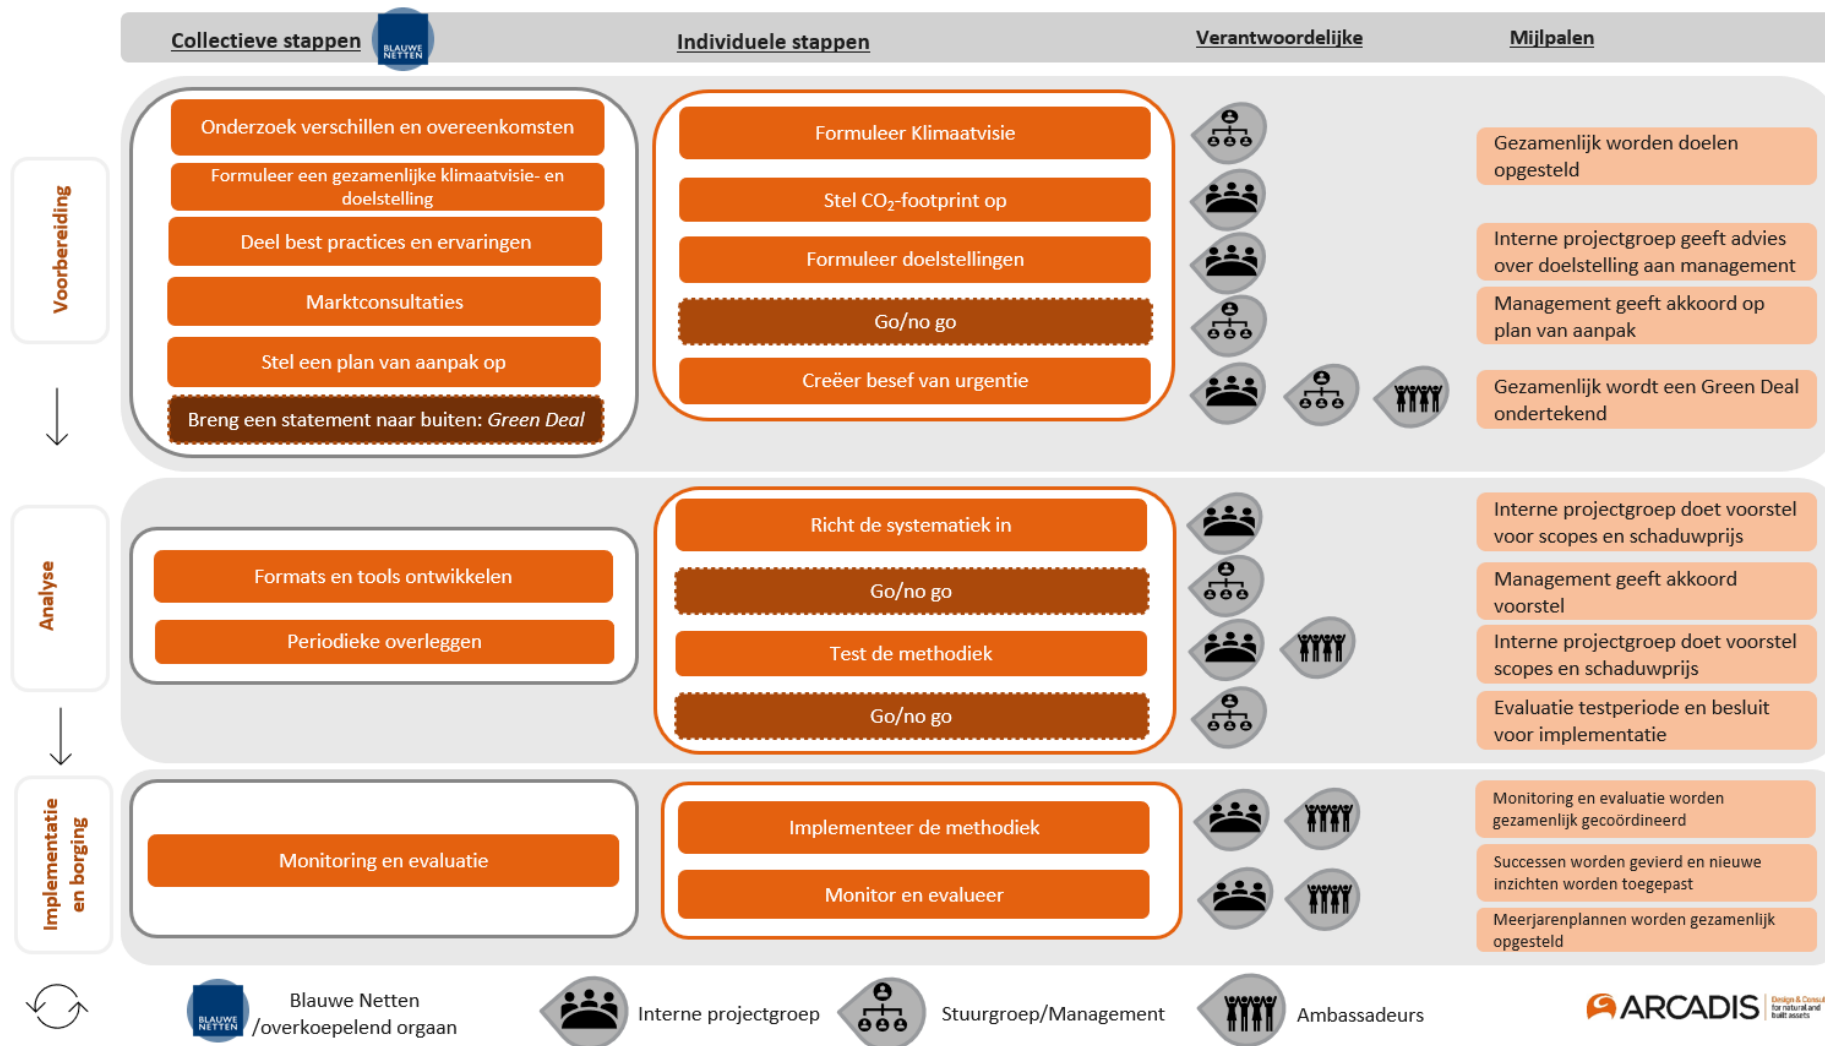 Collectieve stappen
BLAUWE
NETTEN
Individuele stappen
Verantwoordelijke
Mijlpalen
Voorbereiding
Onderzoek verschillen en overeenkomsten
Formuleer een gezamenlijke klimaatvisie- en
doelstelling
Deel best practices en ervaringen
Marktconsultaties
Stel een plan van aanpak op
Breng een statement naar buiten: Green Deal
Formuleer Klimaatvisie
Stel CO₂-footprint op
Formuleer doelstellingen
Go/no go
Creëer besef van urgentie
Gezamenlijk worden doelen
opgesteld
Interne projectgroep geeft advies
over doelstelling aan management
Management geeft akkoord op
plan van aanpak
Gezamenlijk wordt een Green Deal
ondertekend
Analyse
Formats en tools ontwikkelen
Periodieke overleggen
Richt de systematiek in
Go/no go
Test de methodiek
Go/no go
Interne projectgroep doet voorstel
voor scopes en schaduwprijs
Management geeft akkoord
voorstel
Interne projectgroep doet voorstel
scopes en schaduwprijs
Evaluatie testperiode en besluit
voor implementatie
Implementatie
en borging
Monitoring en evaluatie
Implementeer de methodiek
Monitor en evalueer
Monitoring en evaluatie worden
gezamenlijk gecoördineerd
Successen worden gevierd en nieuwe
inzichten worden toegepast
Meerjarenplannen worden gezamenlijk
opgesteld
BLAUWE
NETTEN
Blauwe Netten
/overkoepelend orgaan
Interne projectgroep
Stuurgroep/Management
Ambassadeurs
ARCADIS
Design & Consul
for natural and
built assets